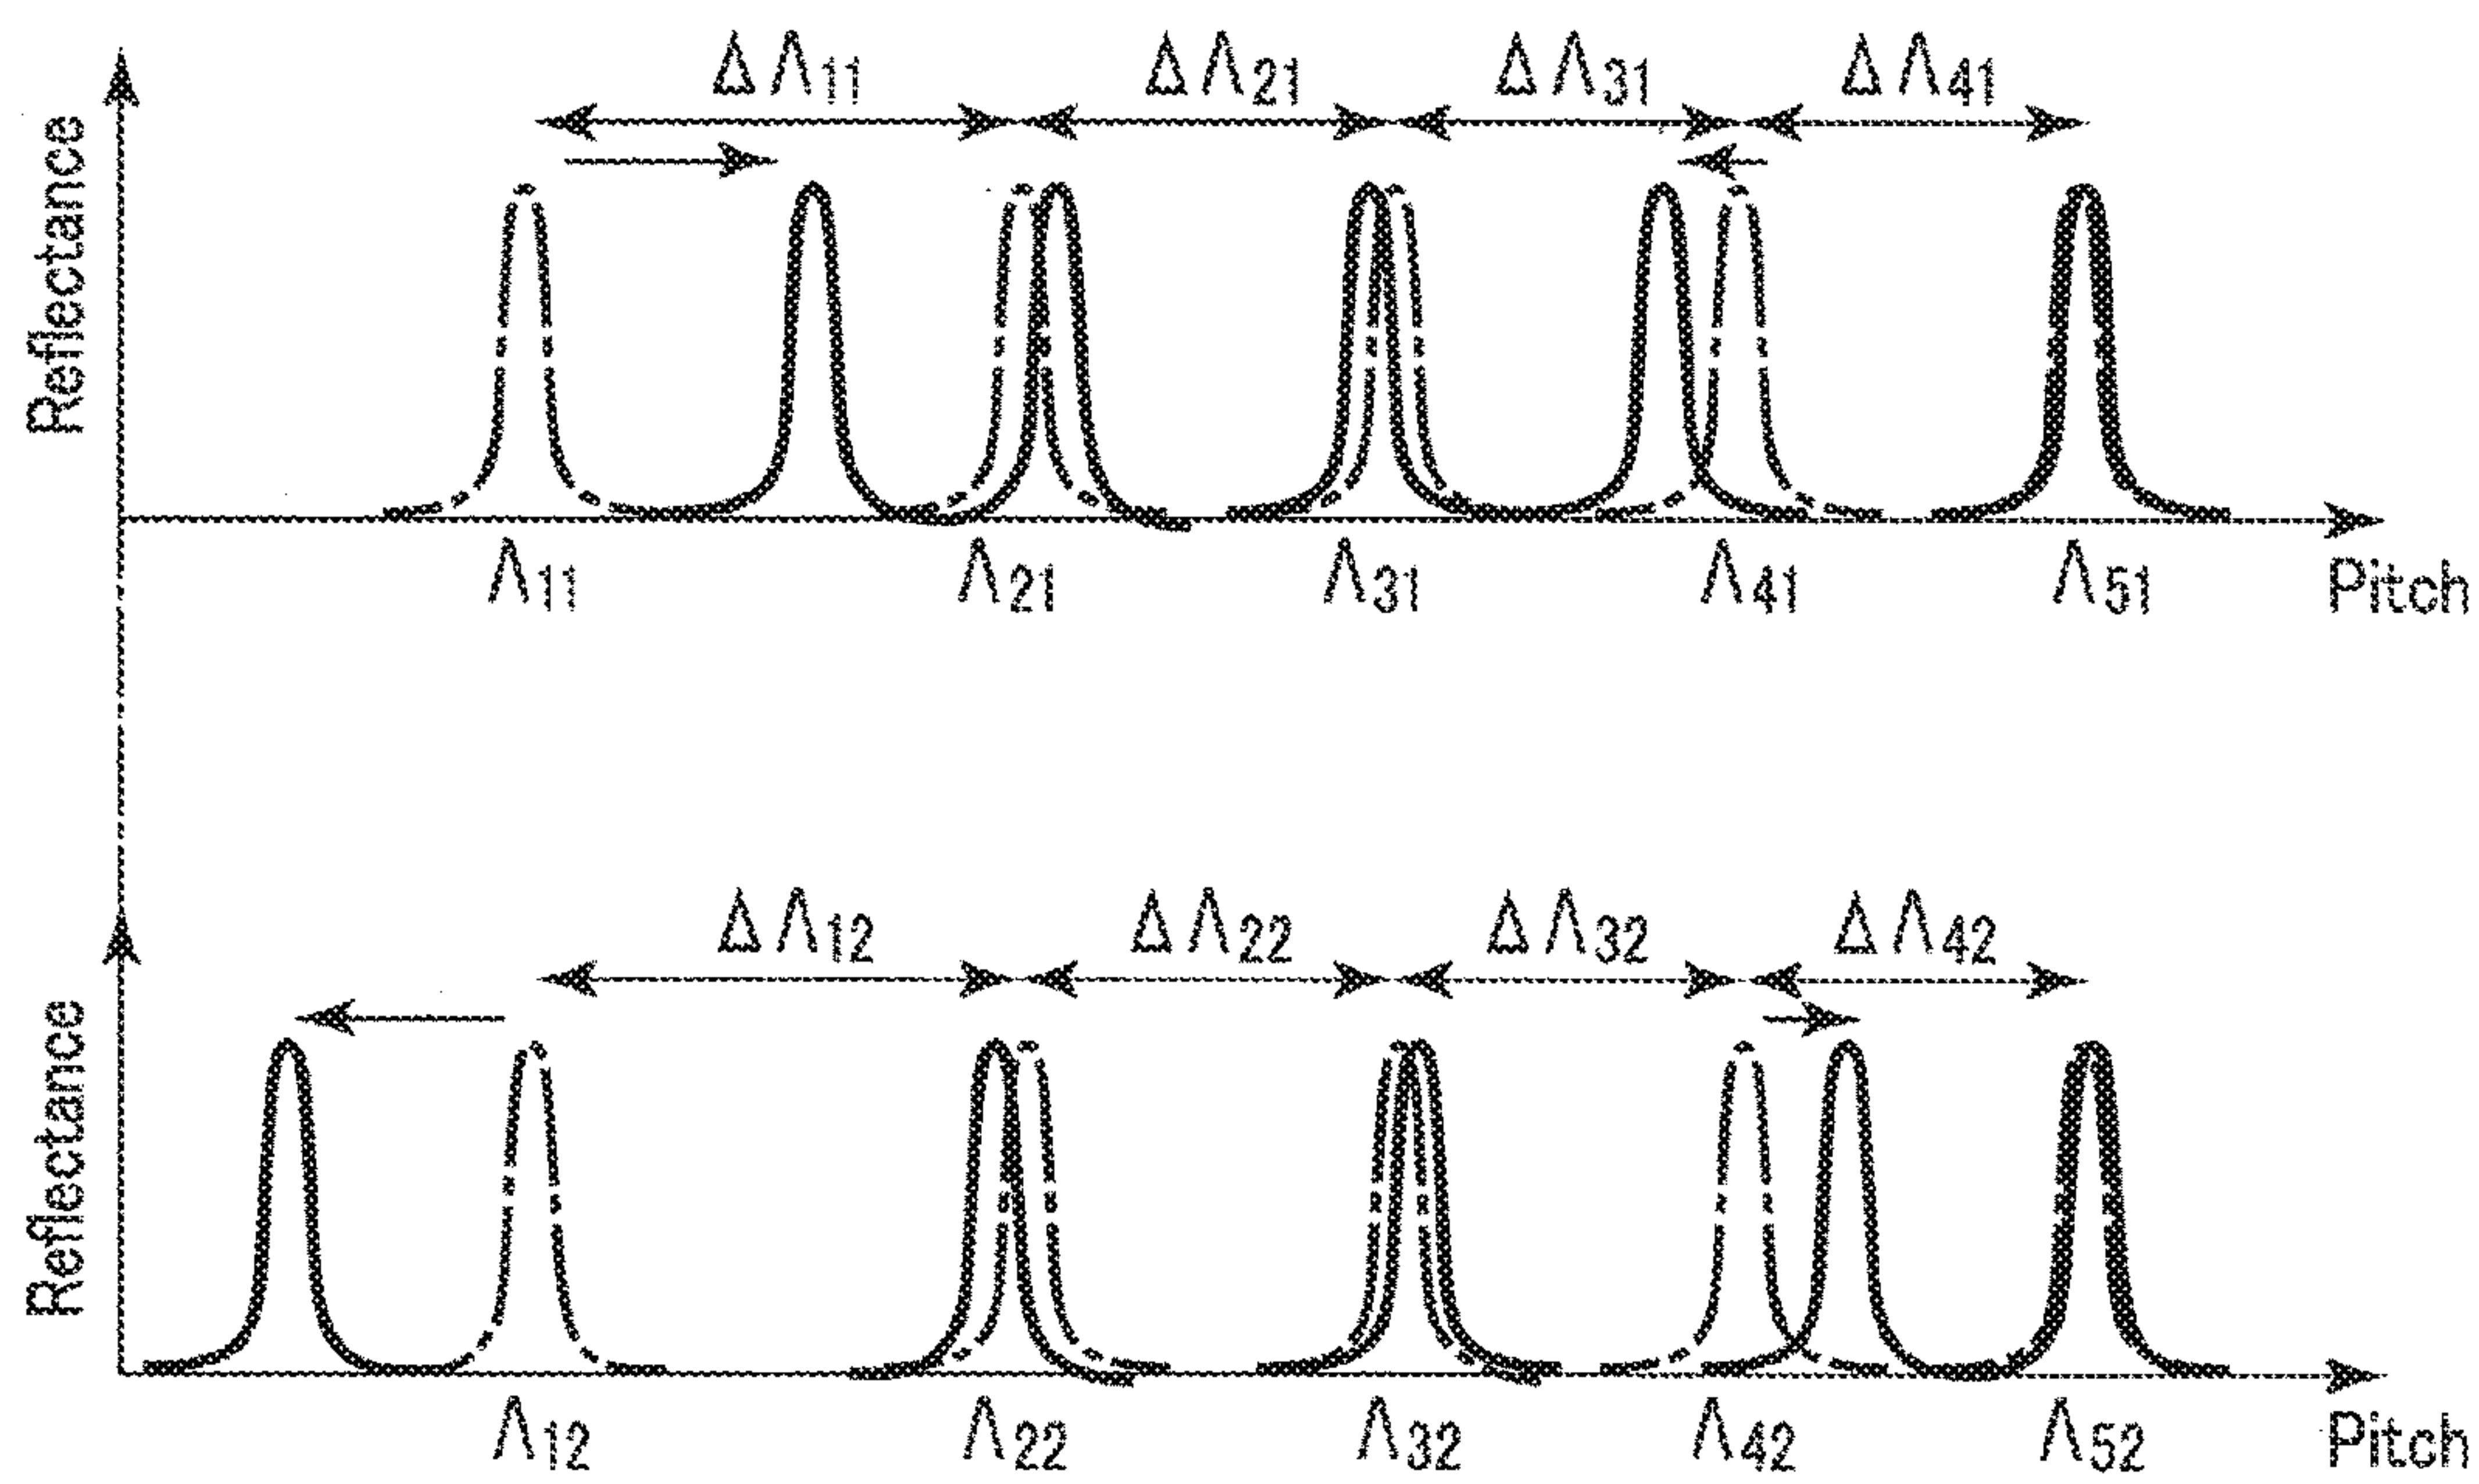 ΔΛ11 ΔΛ21 ΔΛ31 ΔΛ41
Reflectance
Λ11 Λ21 Λ31 Λ41 Λ51
Pitch
ΔΛ12 ΔΛ22 ΔΛ32 ΔΛ42
Reflectance
Λ12 Λ22 Λ32 Λ42 Λ52
Pitch